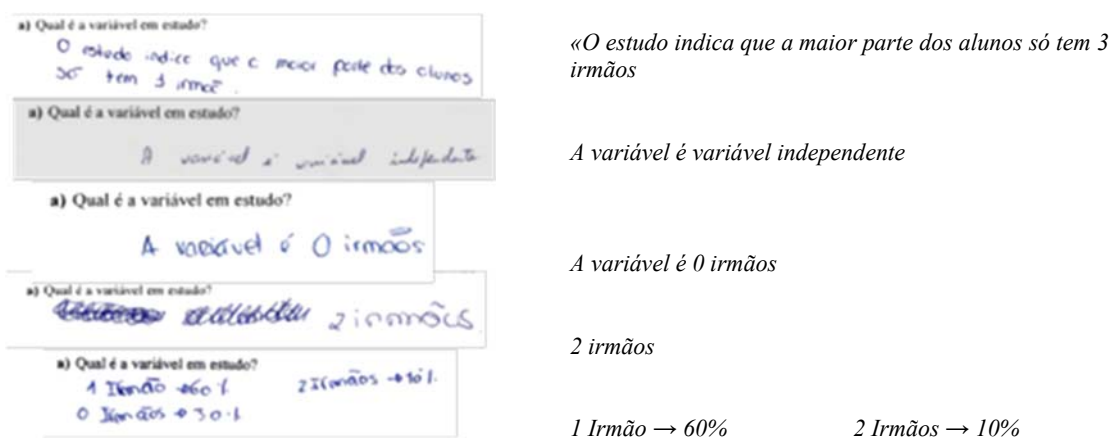 a) Qual é a variável em estudo?
O estudo indice que a maior parte dos alunos
só tem 1 irmão.
«O estudo indica que a maior parte dos alunos só tem 3
irmãos
a) Qual é a variável em estudo?
A variável é variável independente
A variável é variável independente
a) Qual é a variável em estudo?
A variável é 0 irmãos
A variável é 0 irmãos
a) Qual é a variável em estudo?
2 irmãos
2 irmãos
a) Qual é a variável em estudo?
1 Irmão → 60% 2 Irmãos → 10%
0 Irmãos → 30%
1 Irmão → 60% 2 Irmãos → 10%